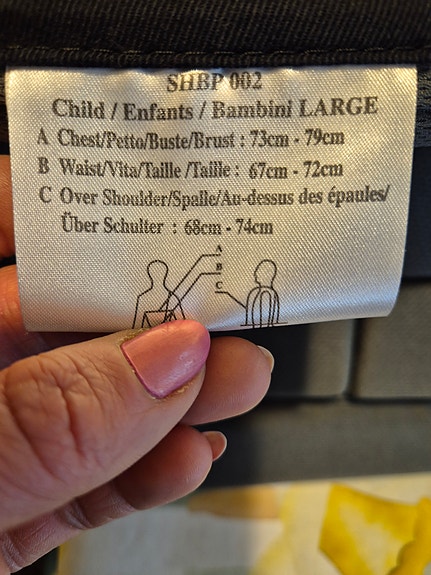 SHBP 002
Child / Enfants / Bambini LARGE
A Chest/Petto/Buste/Brust : 73cm - 79cm
B Waist/Vita/Taille /Taille : 67cm - 72cm
C Over Shoulder/Spalle/Au-dessus des épaules/
Über Schulter : 68cm - 74cm
A
B
C